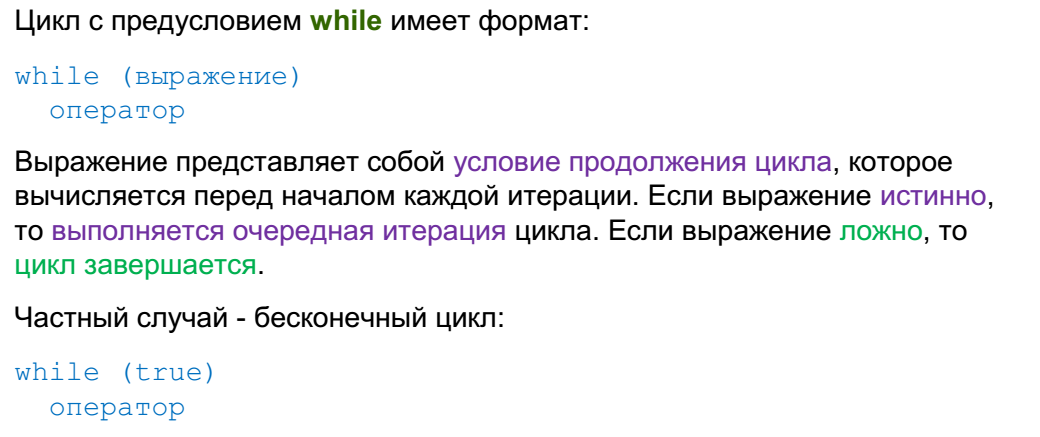 Цикл с предусловием while имеет формат:
while (выражение)
оператор
Выражение представляет собой условие продолжения цикла, которое
вычисляется перед началом каждой итерации. Если выражение истинно,
то выполняется очередная итерация цикла. Если выражение ложно, то
цикл завершается.
Частный случай - бесконечный цикл:
while (true)
оператор